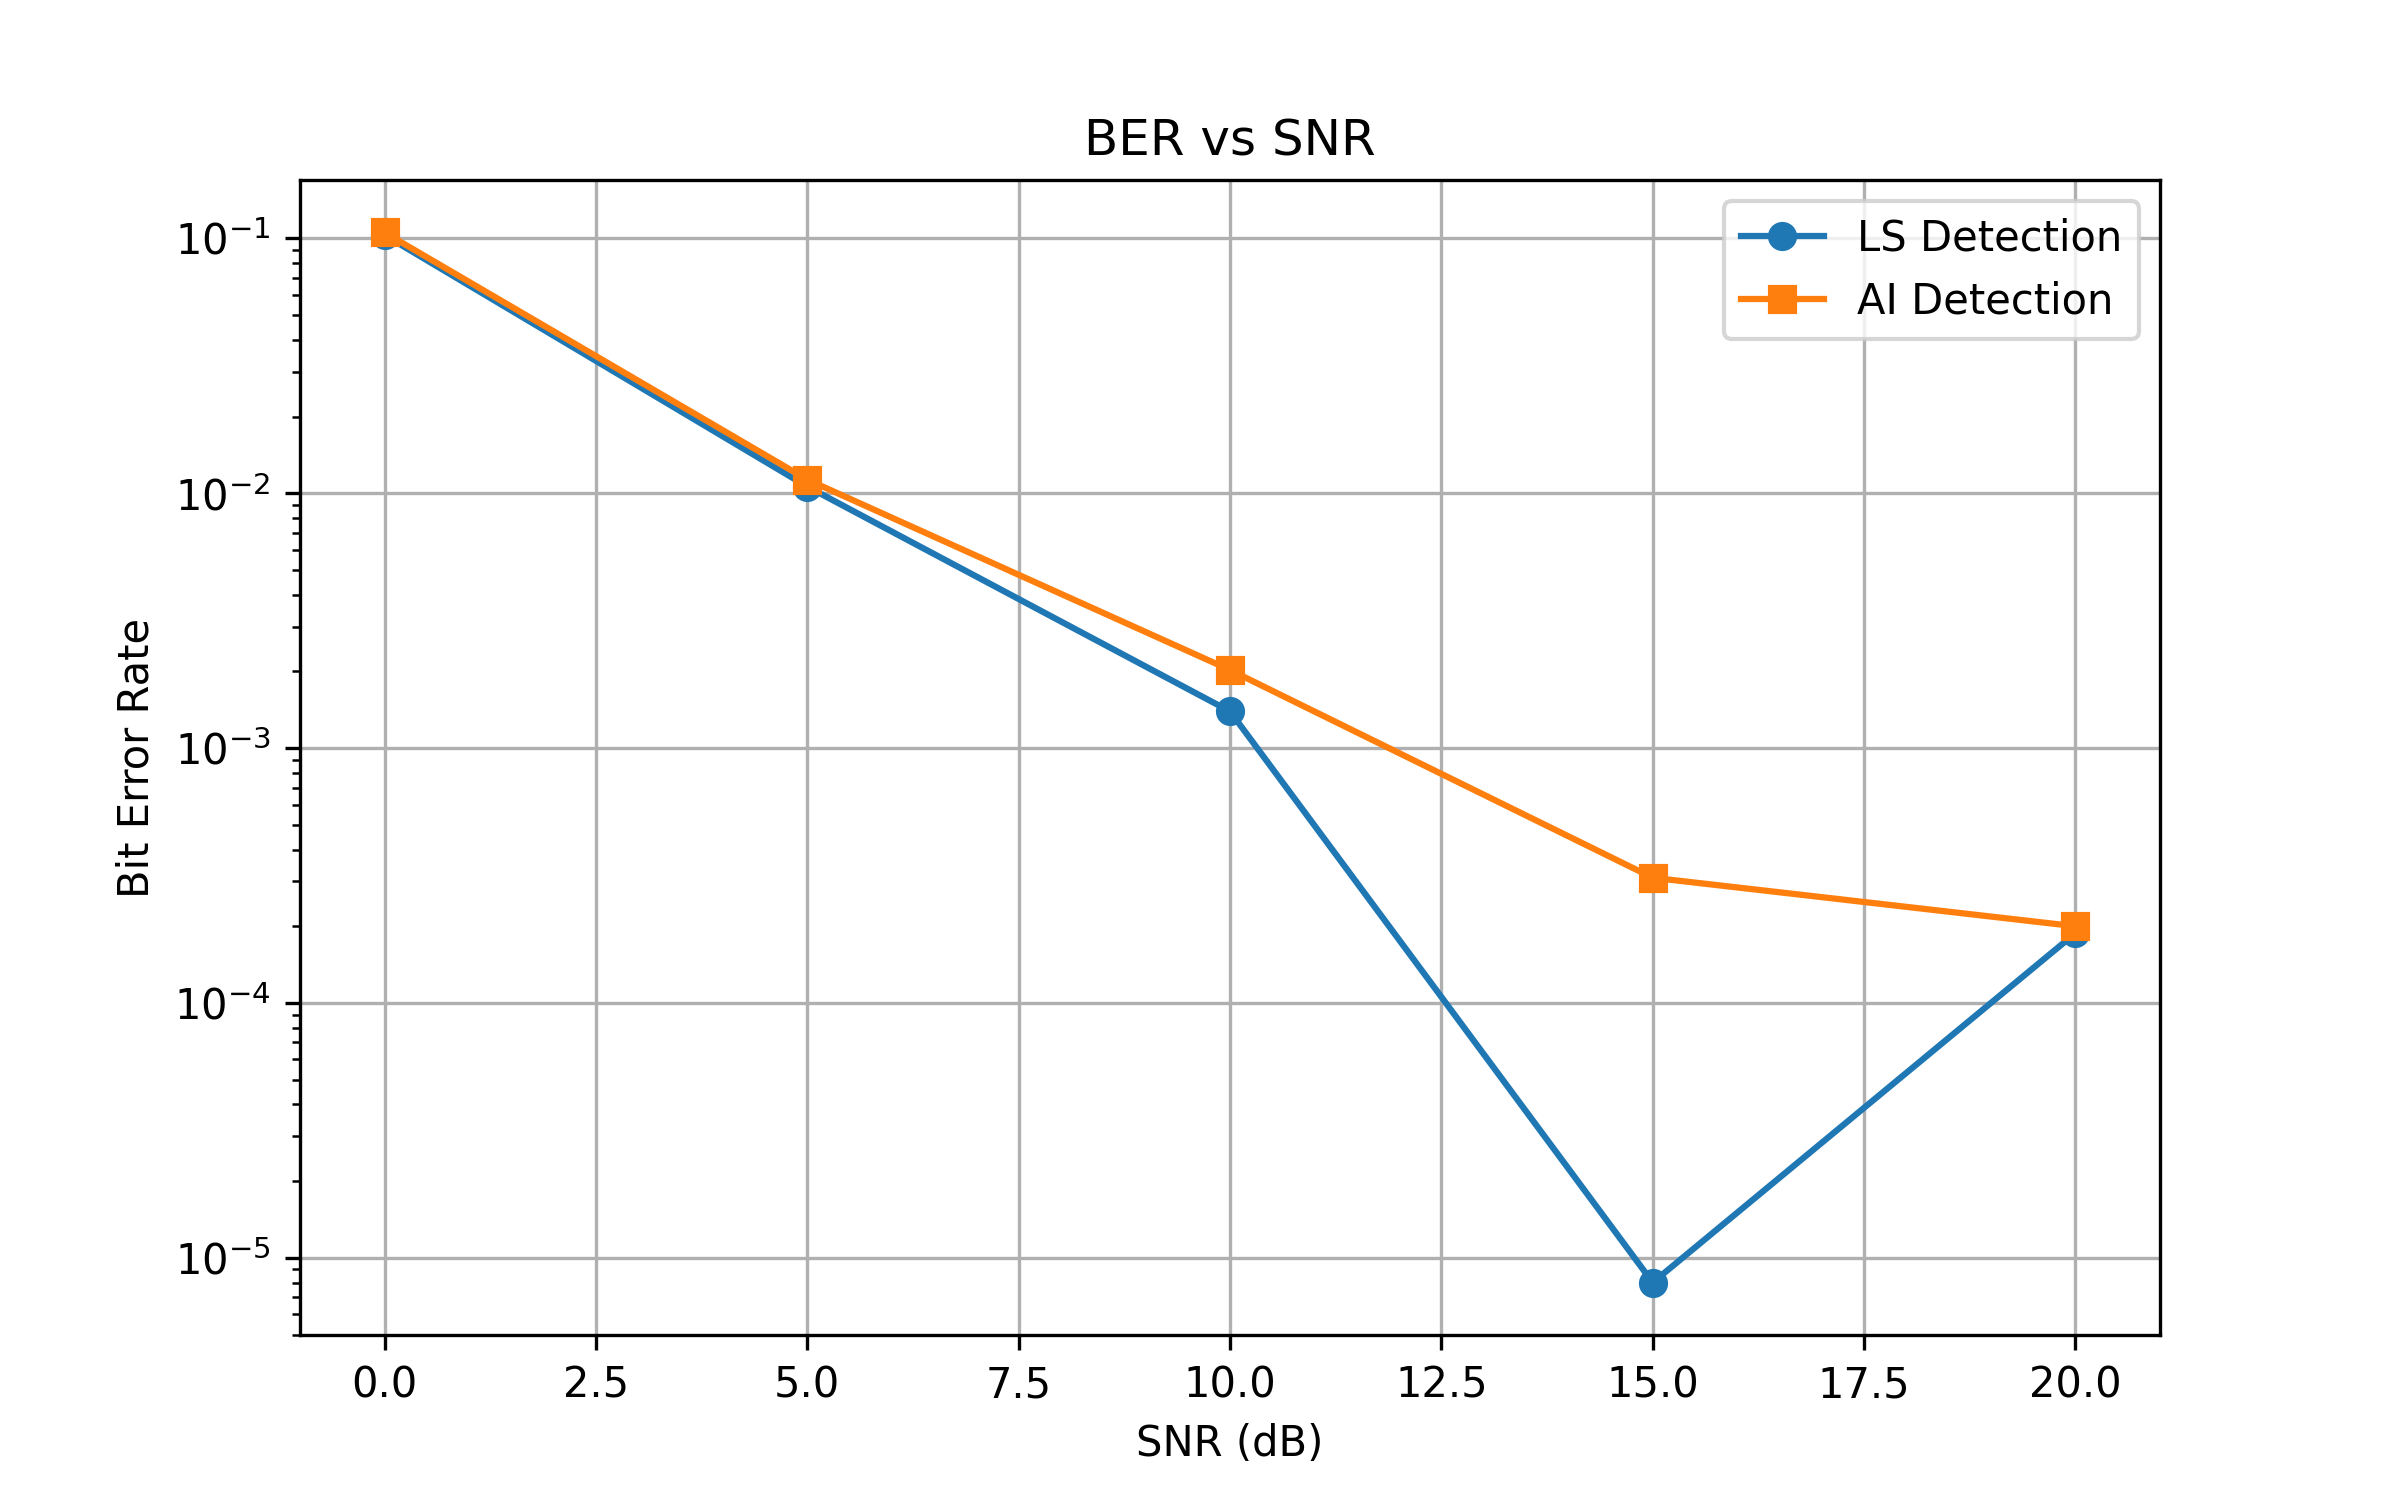 BER vs SNR
LS Detection
AI Detection
10⁻¹
10⁻²
10⁻³
10⁻⁴
10⁻⁵
Bit Error Rate
0.0 2.5 5.0 7.5 10.0 12.5 15.0 17.5 20.0
SNR (dB)